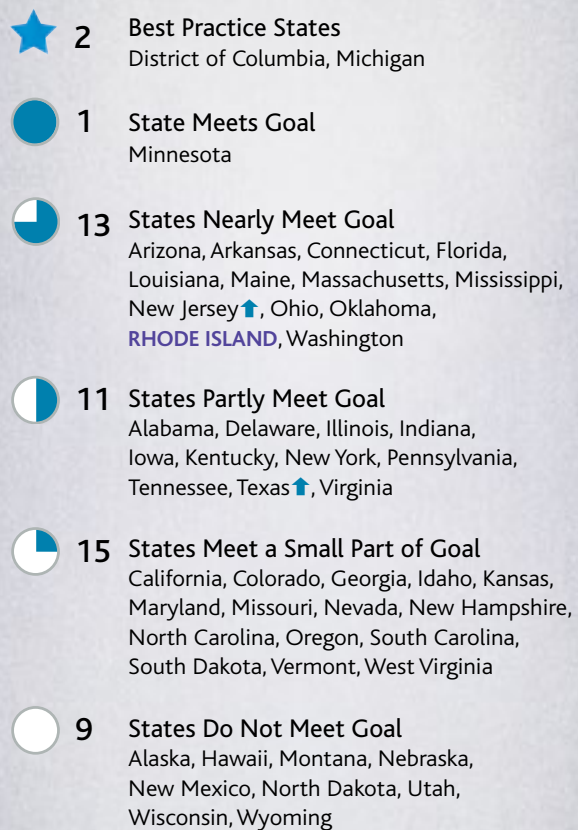 2 Best Practice States
District of Columbia, Michigan
1 State Meets Goal
Minnesota
13 States Nearly Meet Goal
Arizona, Arkansas, Connecticut, Florida,
Louisiana, Maine, Massachusetts, Mississippi,
New Jersey⬆, Ohio, Oklahoma,
RHODE ISLAND, Washington
11 States Partly Meet Goal
Alabama, Delaware, Illinois, Indiana,
Iowa, Kentucky, New York, Pennsylvania,
Tennessee, Texas⬆, Virginia
15 States Meet a Small Part of Goal
California, Colorado, Georgia, Idaho, Kansas,
Maryland, Missouri, Nevada, New Hampshire,
North Carolina, Oregon, South Carolina,
South Dakota, Vermont, West Virginia
9 States Do Not Meet Goal
Alaska, Hawaii, Montana, Nebraska,
New Mexico, North Dakota, Utah,
Wisconsin, Wyoming